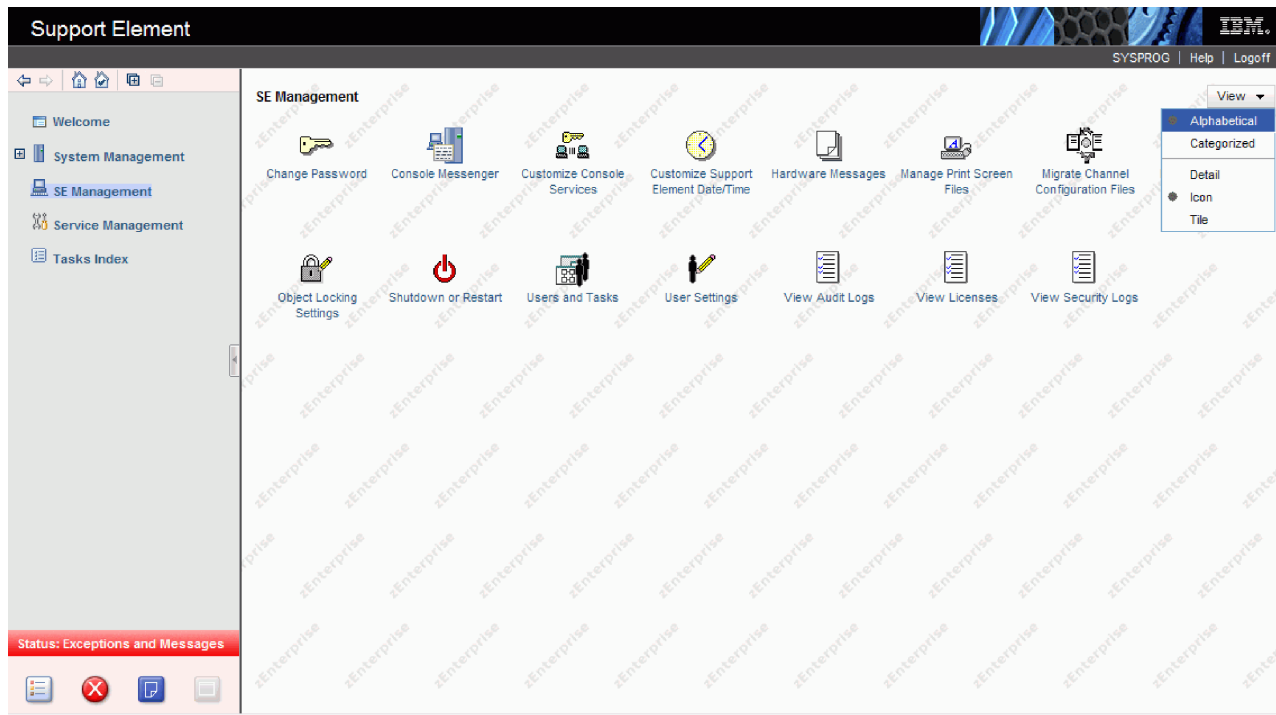 Support Element
IBM.
SYSPROG | Help | Logoff
SE Management
View
Welcome
System Management
SE Management
Service Management
Tasks Index
Alphabetical
Categorized
Detail
Icon
Tile
Change Password
Console Messenger
Customize Console
Services
Customize Support
Element Date/Time
Hardware Messages
Manage Print Screen
Files
Migrate Channel
Configuration Files
Object Locking
Settings
Shutdown or Restart
Users and Tasks
User Settings
View Audit Logs
View Licenses
View Security Logs
zEnterprise
Status: Exceptions and Messages